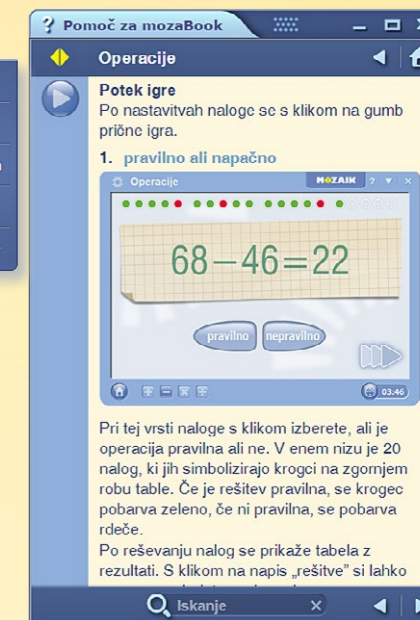 ? Pomoč za mozaBook
Operacije
Potek igre
Po nastavitvah naloge se s klikom na gumb
prične igra.
1. pravilno ali napačno
Operacije MOZAIK ? ▼ ×
68–46=22
pravilno nepravilno
03:46
Pri tej vrsti naloge s klikom izberete, ali je
operacija pravilna ali ne. V enem nizu je 20
nalog, ki jih simbolizirajo krogci na zgornjem
robu table. Če je rešitev pravilna, se krogec
pobarva zeleno, če ni pravilna, se pobarva
rdeče.
Po reševanju nalog se prikaže tabela z
rezultati. S klikom na napis „rešitve" si lahko
Iskanje ×